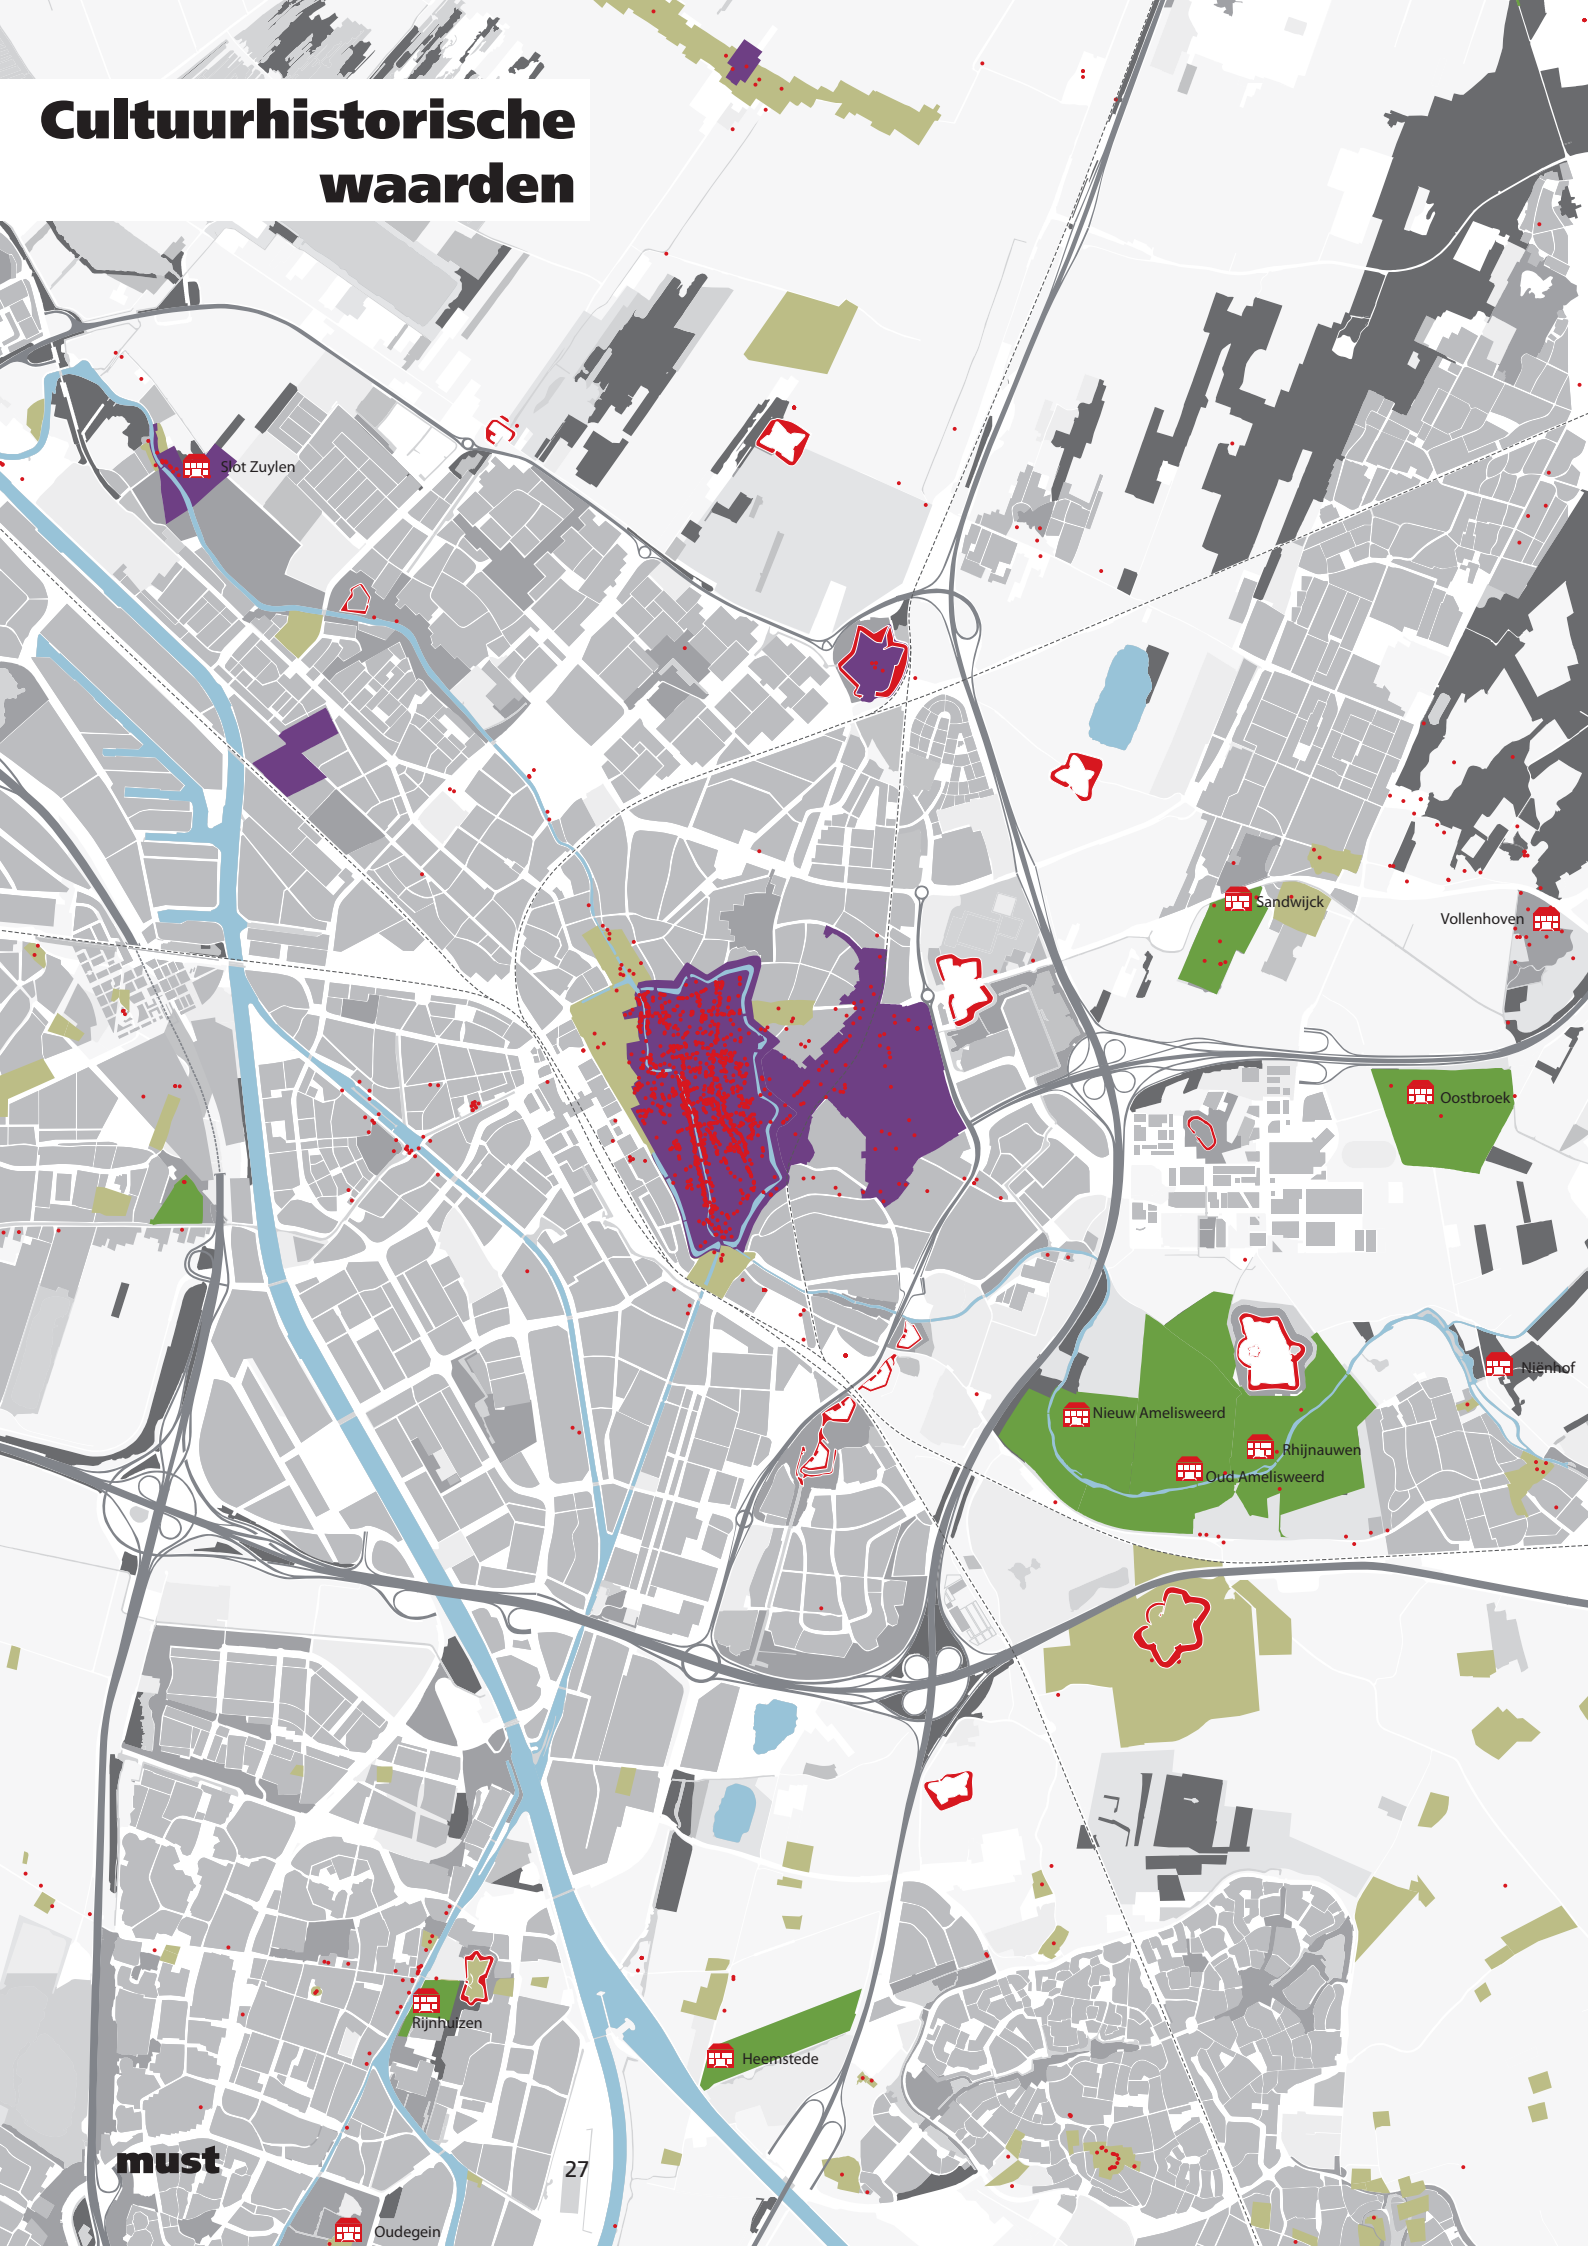 Cultuurhistorische
waarden
Slot Zuylen
Sandwijck
Vollenhoven
Oostbroek
Niënhof
Nieuw Amelisweerd
Rhijnauwen
Oud Amelisweerd
Rijnhuizen
Heemstede
must
27
Oudegein